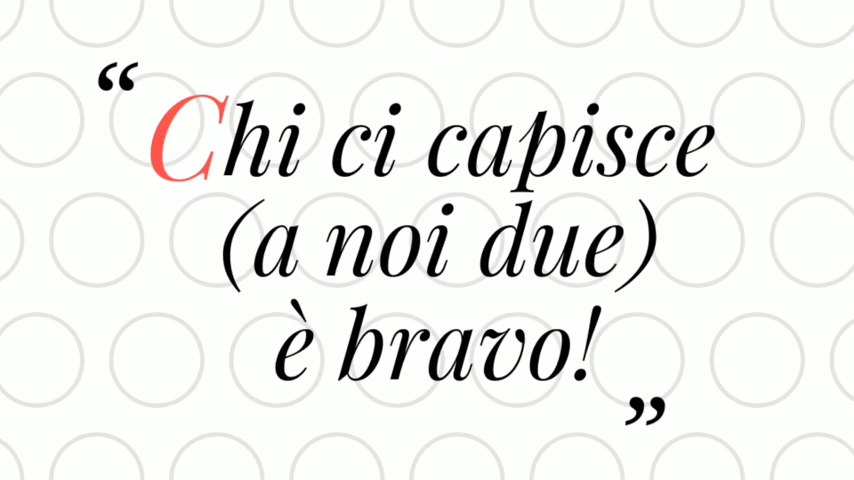 “Chi ci capisce
(a noi due)
è bravo!”